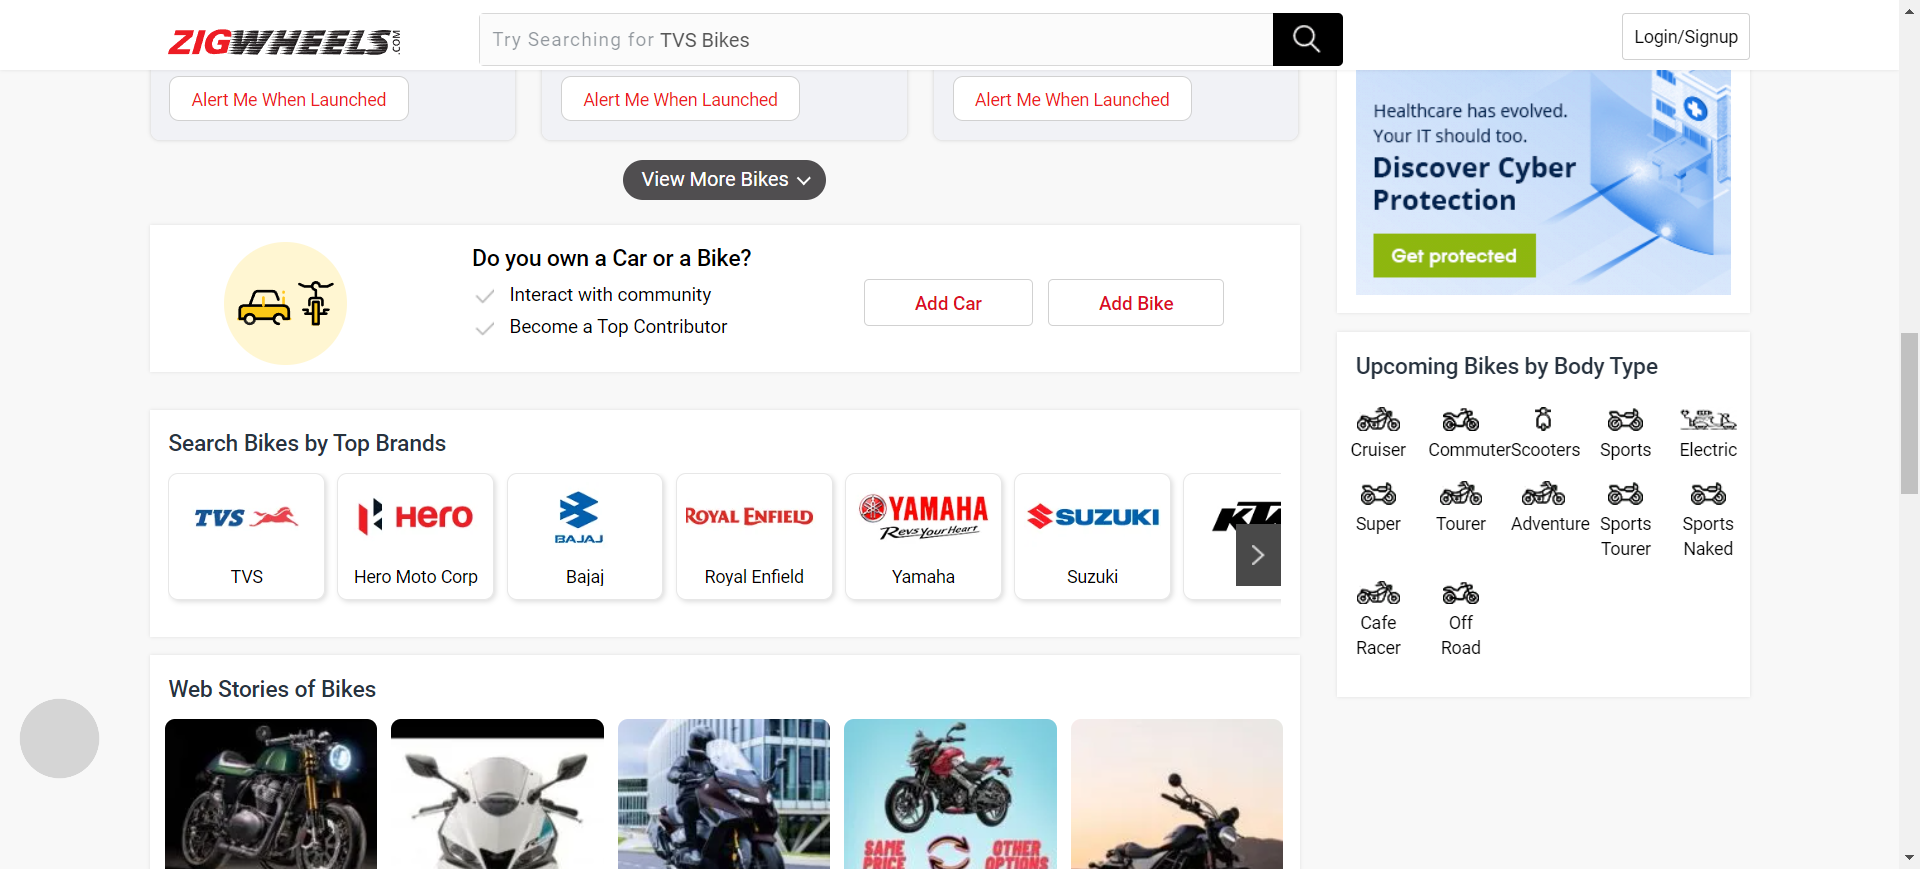 ZIGWHEELS.COM
Try Searching for TVS Bikes
Login/Signup
Alert Me When Launched
Alert Me When Launched
Alert Me When Launched
View More Bikes
Do you own a Car or a Bike?
Interact with community
Become a Top Contributor
Add Car
Add Bike
Search Bikes by Top Brands
TVS
Hero
BAJAJ
ROYAL ENFIELD
YAMAHA
Revs Your Heart
SUZUKI
KTM
TVS
Hero Moto Corp
Bajaj
Royal Enfield
Yamaha
Suzuki
Web Stories of Bikes
SAME
PRICE
OTHER
OPTIONS
Healthcare has evolved.
Your IT should too.
Discover Cyber
Protection
Get protected
Upcoming Bikes by Body Type
Cruiser
Commuter
Scooters
Sports
Electric
Super
Tourer
Adventure
Sports
Tourer
Sports
Naked
Cafe
Racer
Off
Road